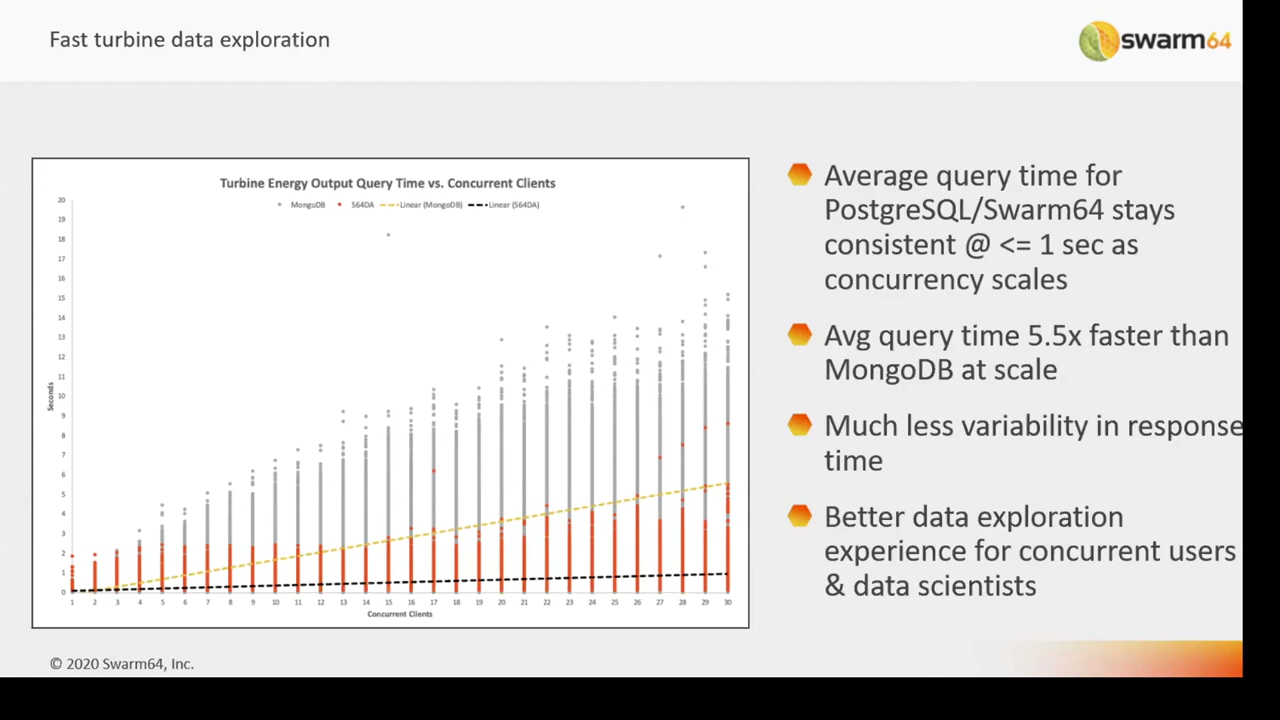 Fast turbine data exploration
swarm64
Turbine Energy Output Query Time vs. Concurrent Clients
MongoDB S64DA Linear (MongoDB) Linear (S64DA)
20
19
18
17
16
15
14
13
12
11
10
9
8
7
6
5
4
3
2
1
0
Seconds
1 2 3 4 5 6 7 8 9 10 11 12 13 14 15 16 17 18 19 20 21 22 23 24 25 26 27 28 29 30
Concurrent Clients
Average query time for
PostgreSQL/Swarm64 stays
consistent @ <= 1 sec as
concurrency scales
Avg query time 5.5x faster than
MongoDB at scale
Much less variability in response
time
Better data exploration
experience for concurrent users
& data scientists
© 2020 Swarm64, Inc.